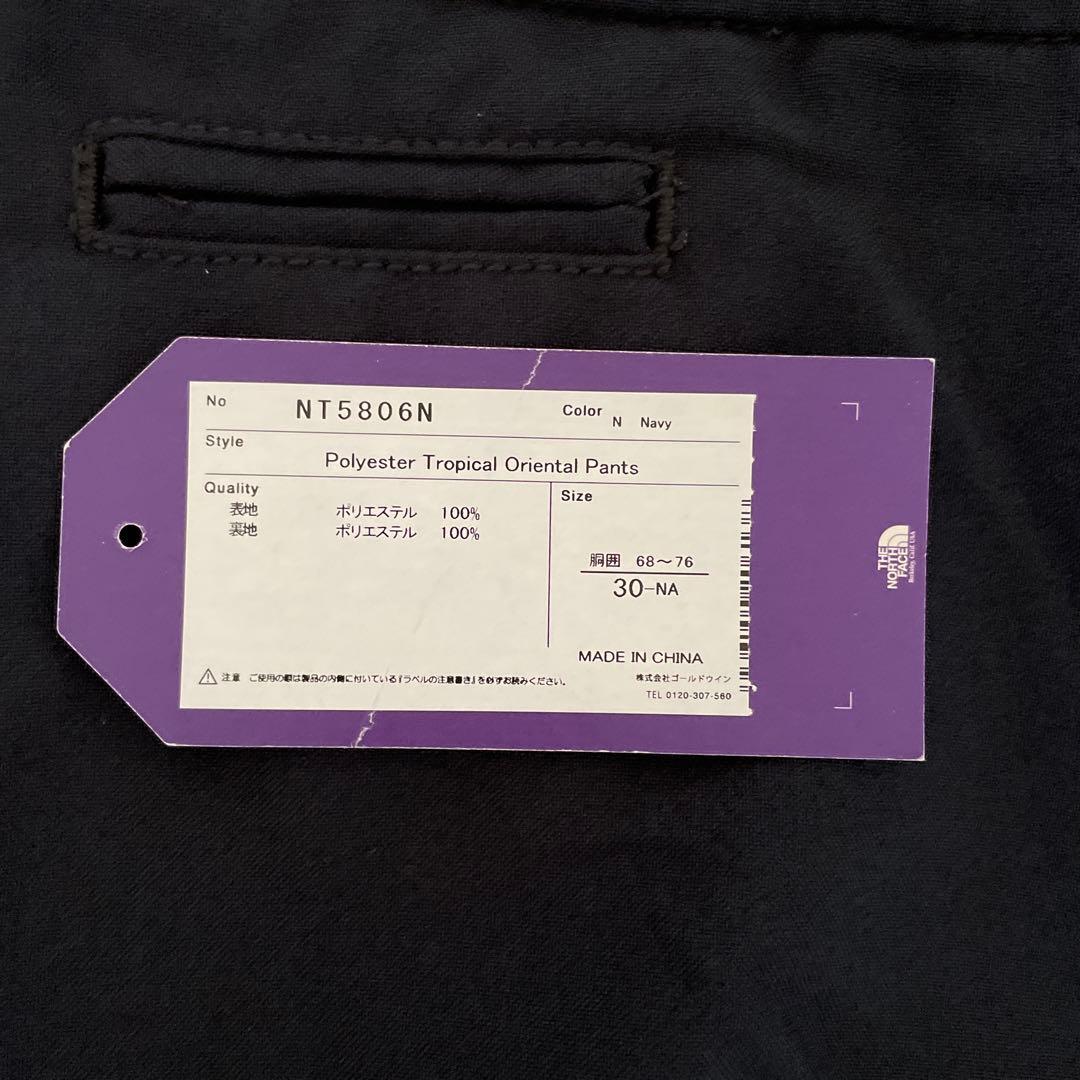 No NT5806N Color N Navy
Style
Polyester Tropical Oriental Pants
Quality
表地 ポリエステル 100%
裏地 ポリエステル 100%
Size
胴囲 68〜76
30-NA
MADE IN CHINA
⚠ 注意 ご使用の際は製品の内側に付いている『ラベルの注意書き』を必ずお読みください。
株式会社ゴールドウイン
TEL 0120-307-560
THE
NORTH
FACE
Berkeley, Calif. USA